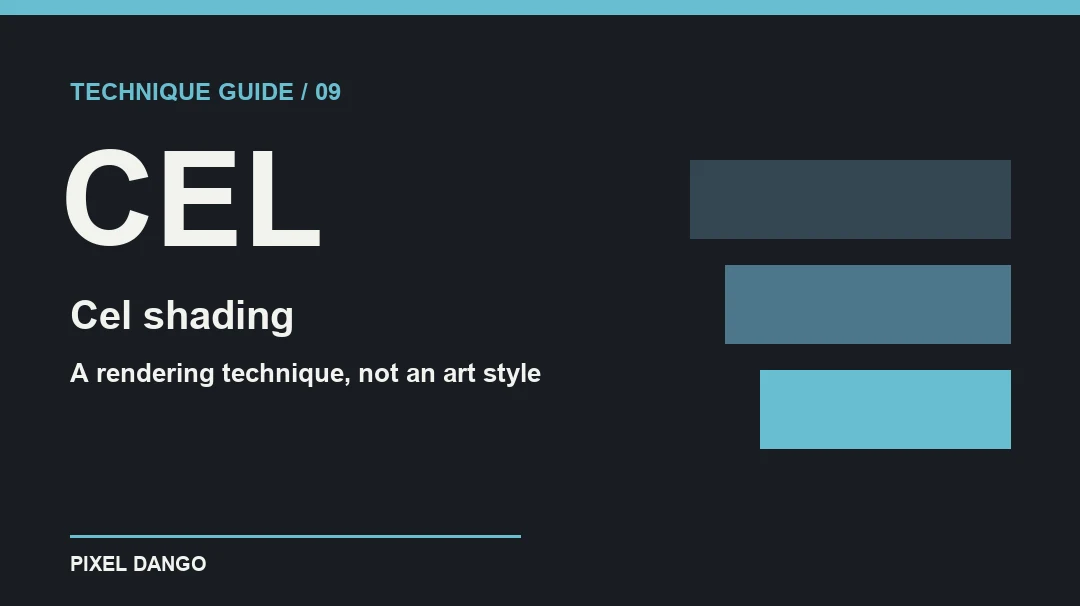 TECHNIQUE GUIDE / 09
CEL
Cel shading
A rendering technique, not an art style
PIXEL DANGO